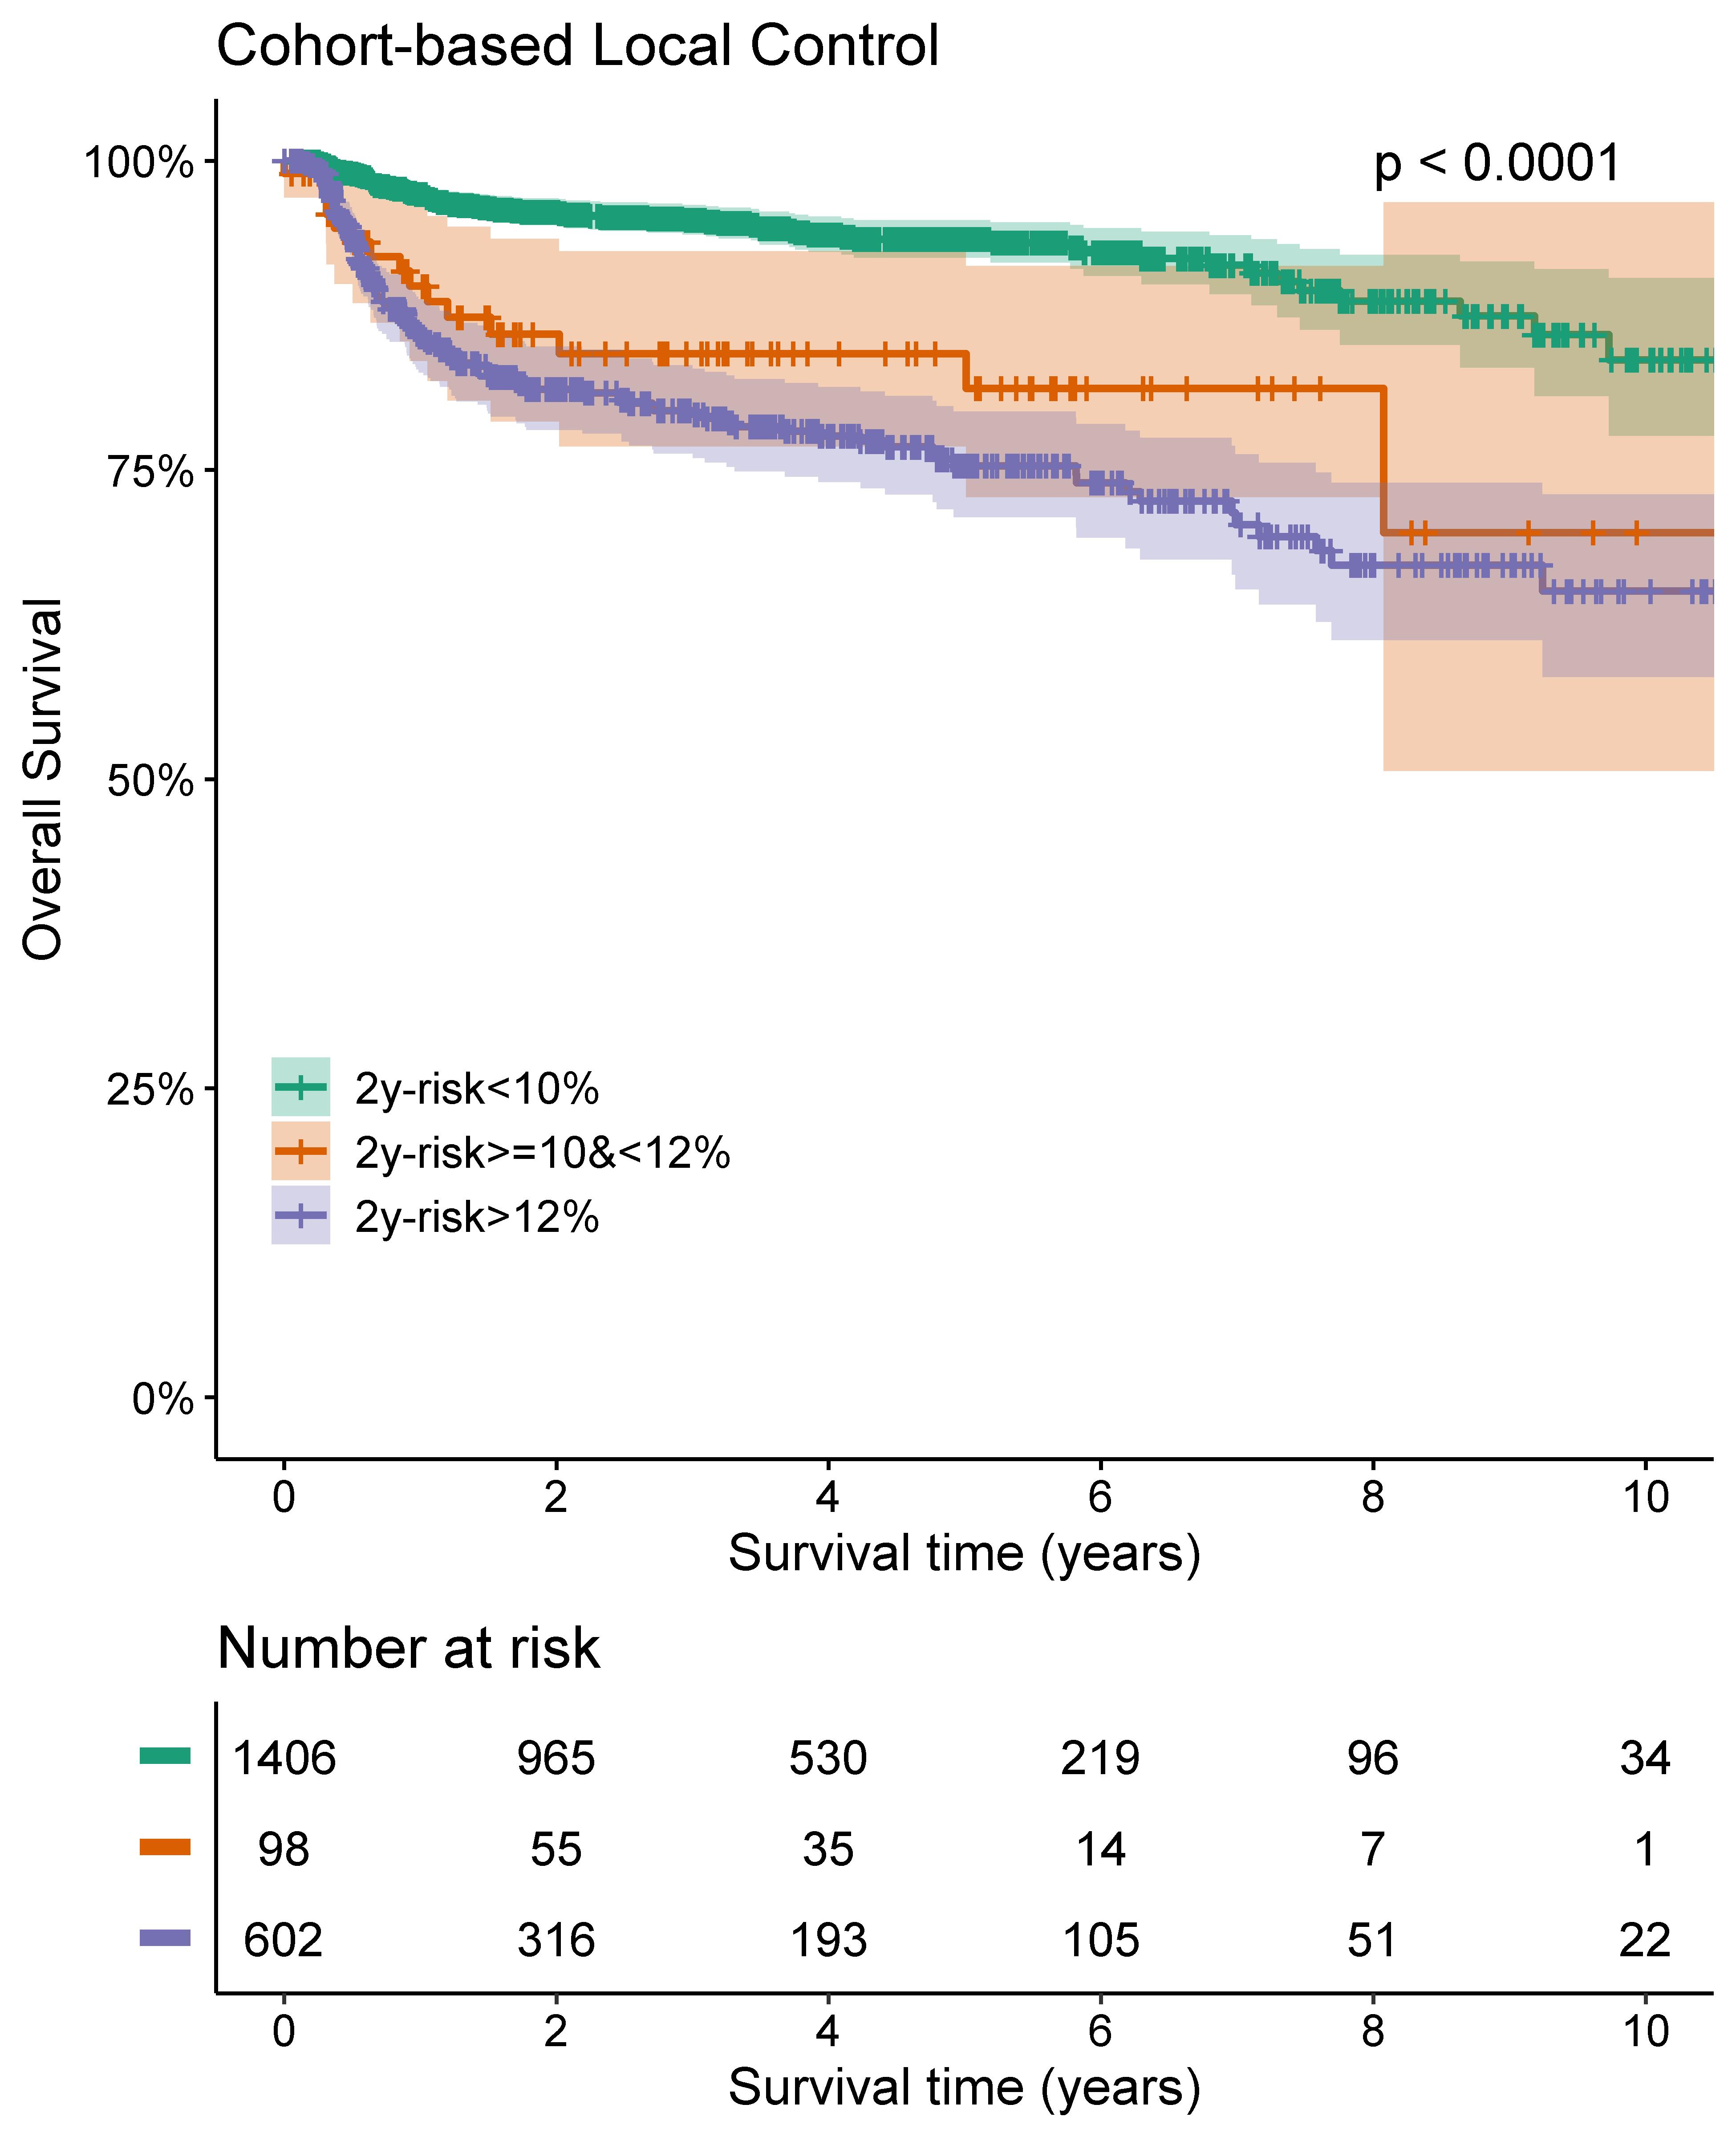 Cohort-based Local Control
p < 0.0001
100%
75%
50%
25%
0%
Overall Survival
2y-risk<10%
2y-risk>=10&<12%
2y-risk>12%
0 2 4 6 8 10
Survival time (years)
Number at risk
1406 965 530 219 96 34
98 55 35 14 7 1
602 316 193 105 51 22
0 2 4 6 8 10
Survival time (years)